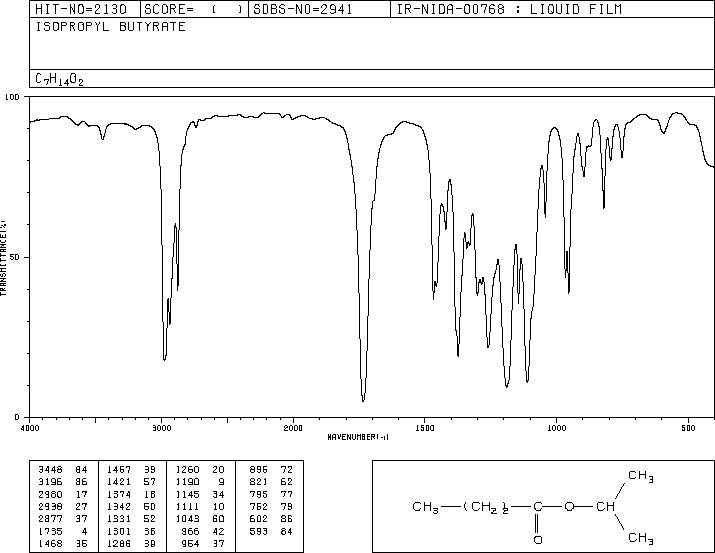 HIT-NO=2130 SCORE= ( ) SDBS-NO=2941 IR-NIDA-00768 : LIQUID FILM
ISOPROPYL BUTYRATE
C7H14O2
100
50
0
TRANSMITTANCE(%)
4000 3000 2000 1500 1000 500
WAVENUMBER(-1)
3448 84 1467 39 1260 20 896 72
3196 86 1421 57 1190 9 821 62
2980 17 1374 18 1145 34 795 77
2938 27 1342 50 1111 10 752 79
2877 37 1331 52 1043 60 602 86
1735 4 1301 36 966 42 593 84
1468 35 1286 39 954 37
CH3
CH3 (CH2)2 C O CH
O CH3